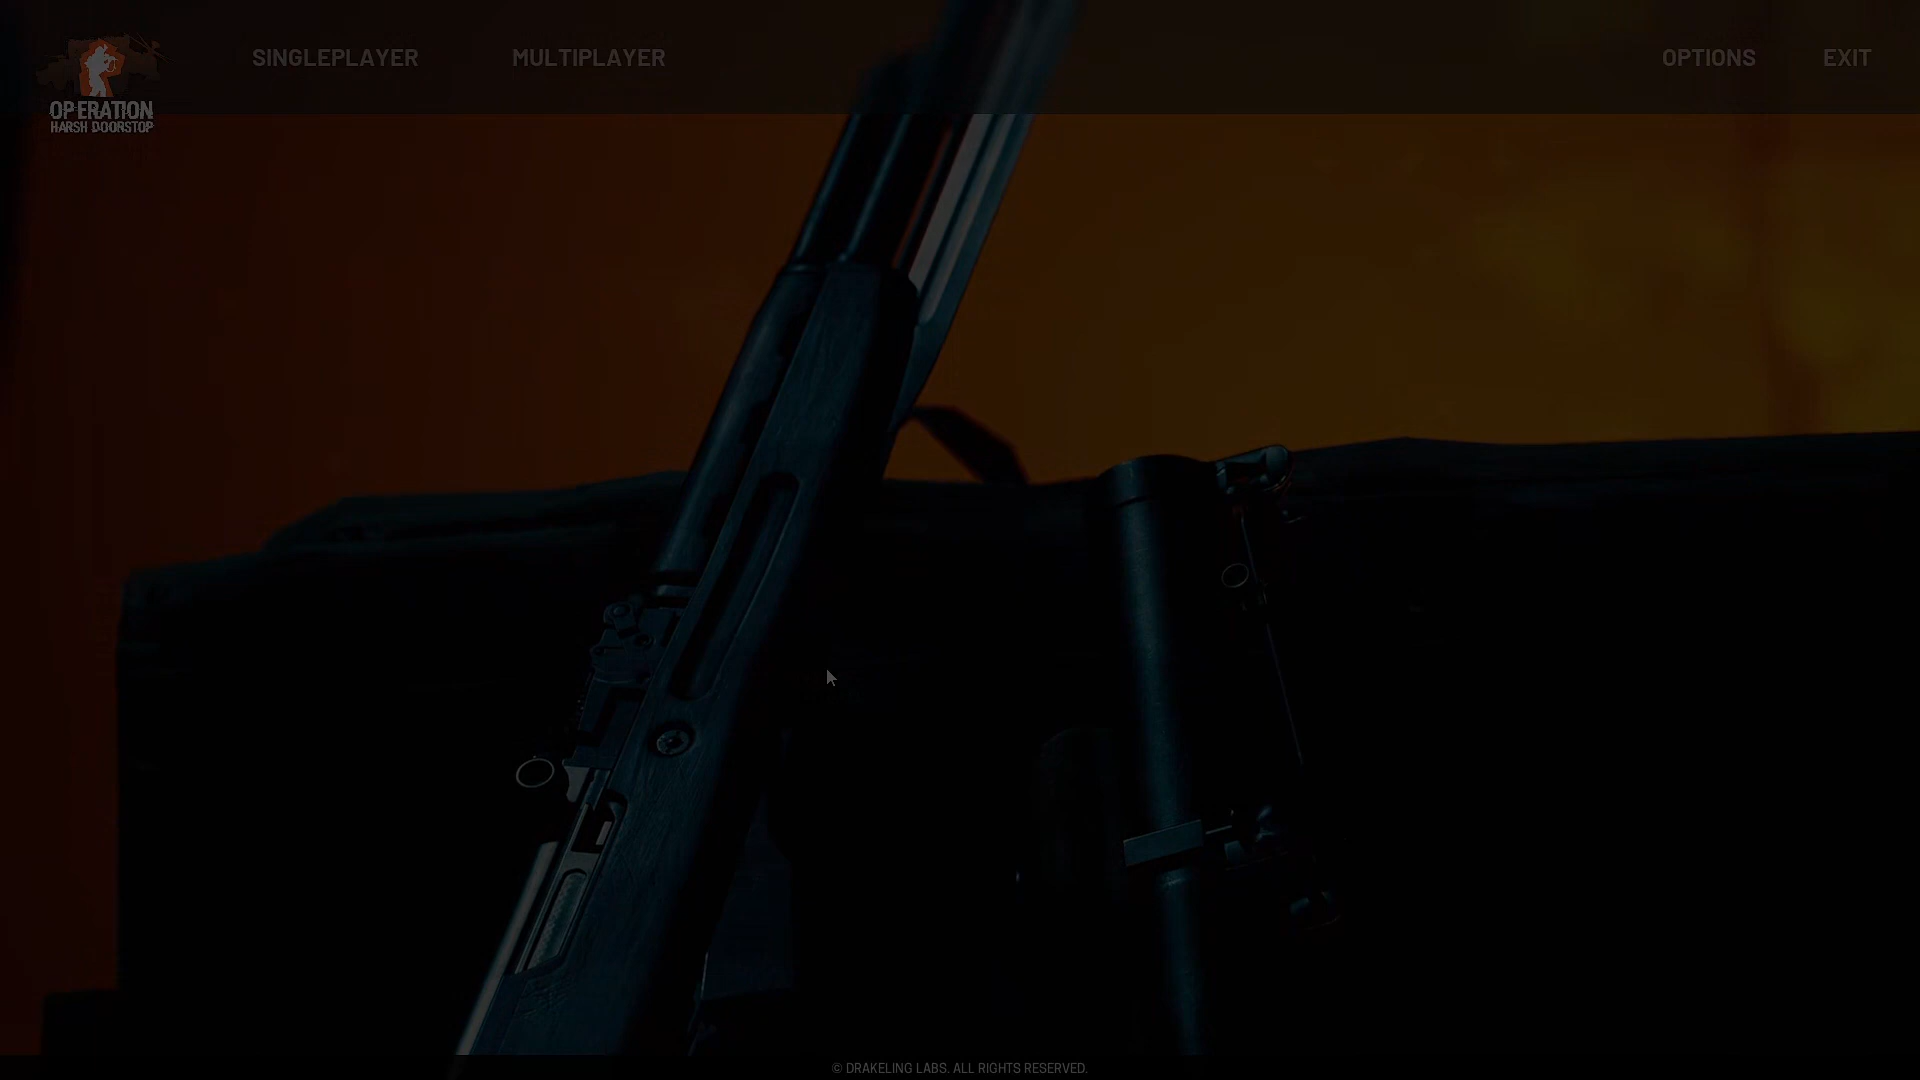 SINGLEPLAYER
MULTIPLAYER
OPTIONS
EXIT
OPERATION
HARSH DOORSTOP
© DRAKELING LABS. ALL RIGHTS RESERVED.